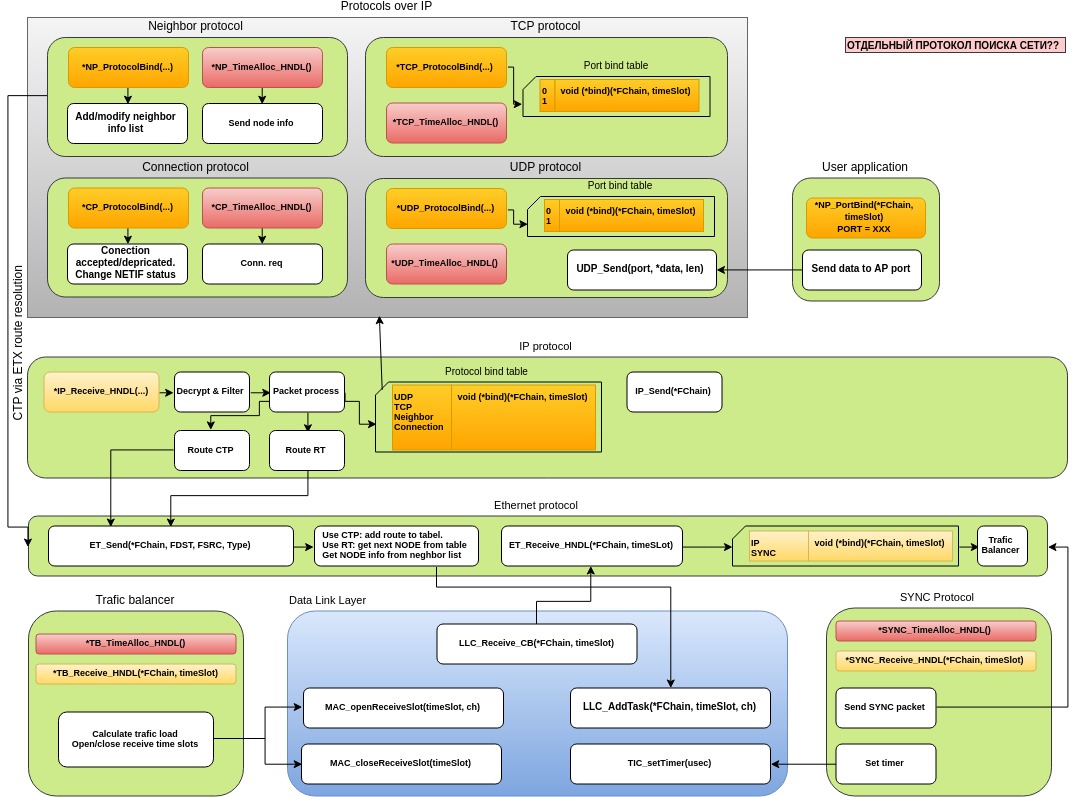 Protocols over IP
Neighbor protocol
*NP_ProtocolBind(...)
*NP_TimeAlloc_HNDL()
Add/modify neighbor
info list
Send node info
TCP protocol
*TCP_ProtocolBind(...)
*TCP_TimeAlloc_HNDL()
Port bind table
0
1
void (*bind)(*FChain, timeSlot)
ОТДЕЛЬНЫЙ ПРОТОКОЛ ПОИСКА СЕТИ??
Connection protocol
*CP_ProtocolBind(...)
*CP_TimeAlloc_HNDL()
Conection
accepted/depricated.
Change NETIF status
Conn. req
UDP protocol
*UDP_ProtocolBind(...)
*UDP_TimeAlloc_HNDL()
Port bind table
0
1
void (*bind)(*FChain, timeSlot)
UDP_Send(port, *data, len)
User application
*NP_PortBind(*FChain,
timeSlot)
PORT = XXX
Send data to AP port
CTP via ETX route resolution
IP protocol
*IP_Receive_HNDL(...)
Decrypt & Filter
Packet process
Route CTP
Route RT
Protocol bind table
UDP
TCP
Neighbor
Connection
void (*bind)(*FChain, timeSlot)
IP_Send(*FChain)
Ethernet protocol
ET_Send(*FChain, FDST, FSRC, Type)
Use CTP: add route to tabel.
Use RT: get next NODE from table
Get NODE info from neghbor list
ET_Receive_HNDL(*FChain, timeSLot)
IP
SYNC
void (*bind)(*FChain, timeSlot)
Trafic
Balancer
Trafic balancer
*TB_TimeAlloc_HNDL()
*TB_Receive_HNDL(*FChain, timeSlot)
Calculate trafic load
Open/close receive time slots
Data Link Layer
LLC_Receive_CB(*FChain, timeSlot)
MAC_openReceiveSlot(timeSlot, ch)
LLC_AddTask(*FChain, timeSlot, ch)
MAC_closeReceiveSlot(timeSlot)
TIC_setTimer(usec)
SYNC Protocol
*SYNC_TimeAlloc_HNDL()
*SYNC_Receive_HNDL(*FChain, timeSlot)
Send SYNC packet
Set timer